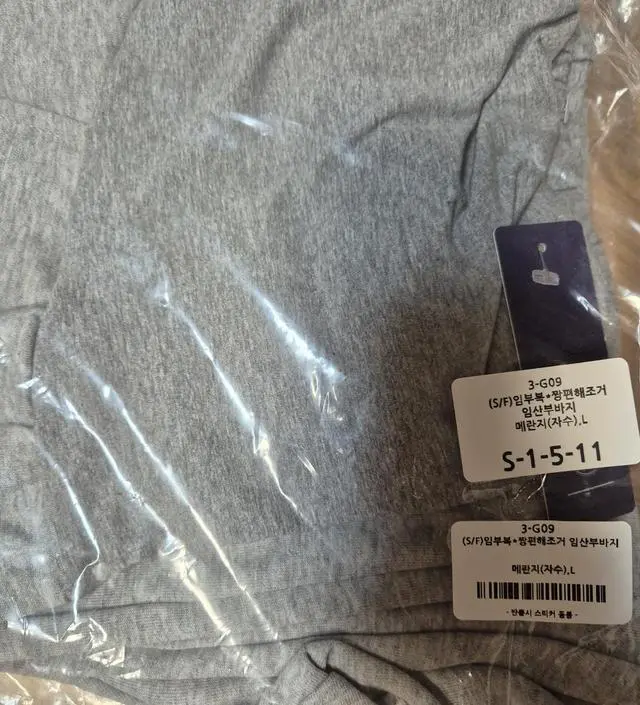 3-G09
(S/F)임부복*짱편해조거
임산부바지
메란지(자수),L
S-1-5-11
3-G09
(S/F)임부복*짱편해조거 임산부바지
메란지(자수),L
- 반품시 스티커 동봉 -